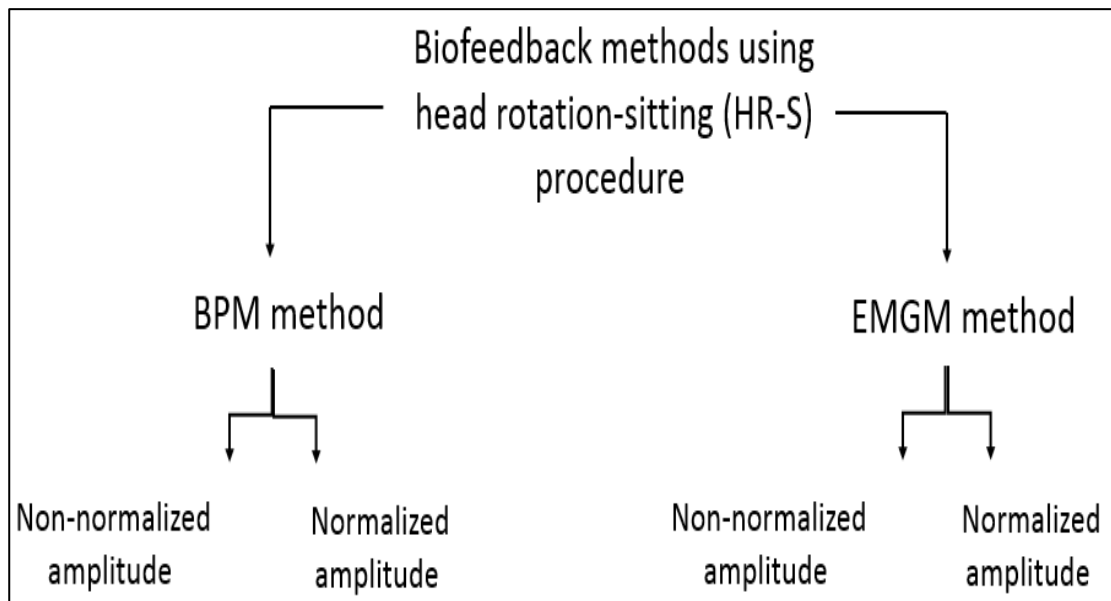 Biofeedback methods using
head rotation-sitting (HR-S)
procedure
BPM method
EMGM method
Non-normalized
amplitude
Normalized
amplitude
Non-normalized
amplitude
Normalized
amplitude